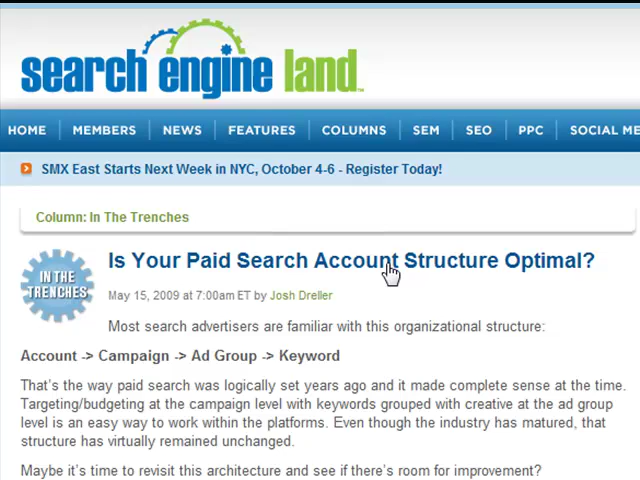 search engine land™
HOME MEMBERS NEWS FEATURES COLUMNS SEM SEO PPC SOCIAL ME
SMX East Starts Next Week in NYC, October 4-6 - Register Today!
Column: In The Trenches
IN THE
TRENCHES
Is Your Paid Search Account Structure Optimal?
May 15, 2009 at 7:00am ET by Josh Dreller
Most search advertisers are familiar with this organizational structure:
Account -> Campaign -> Ad Group -> Keyword
That's the way paid search was logically set years ago and it made complete sense at the time.
Targeting/budgeting at the campaign level with keywords grouped with creative at the ad group
level is an easy way to work within the platforms. Even though the industry has matured, that
structure has virtually remained unchanged.
Maybe it's time to revisit this architecture and see if there's room for improvement?